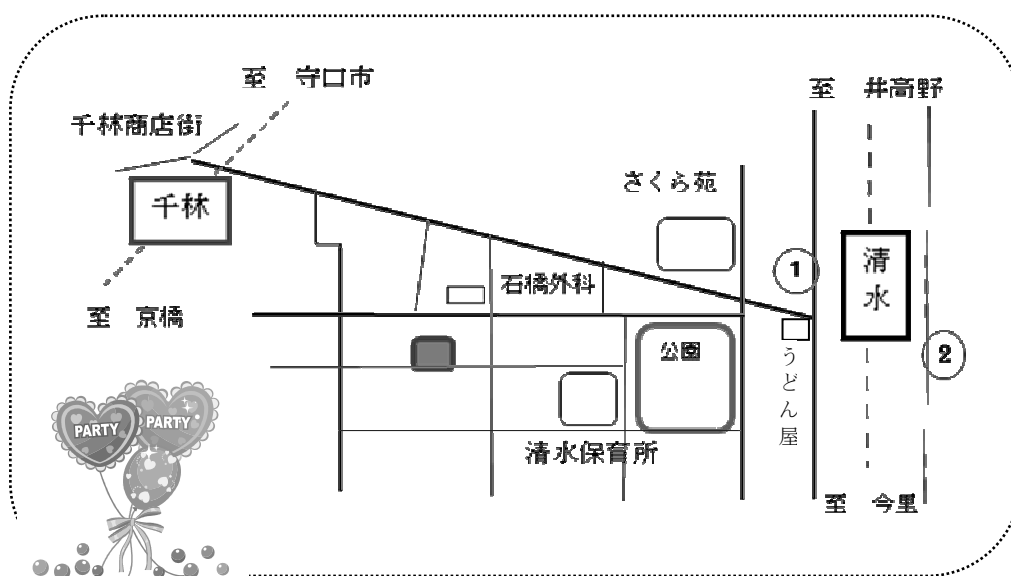 至 守口市
至 井高野
千林商店街
さくら苑
千林
清水
1
石橋外科
至 京橋
公園
2
うどん屋
PARTY
PARTY
清水保育所
至 今里